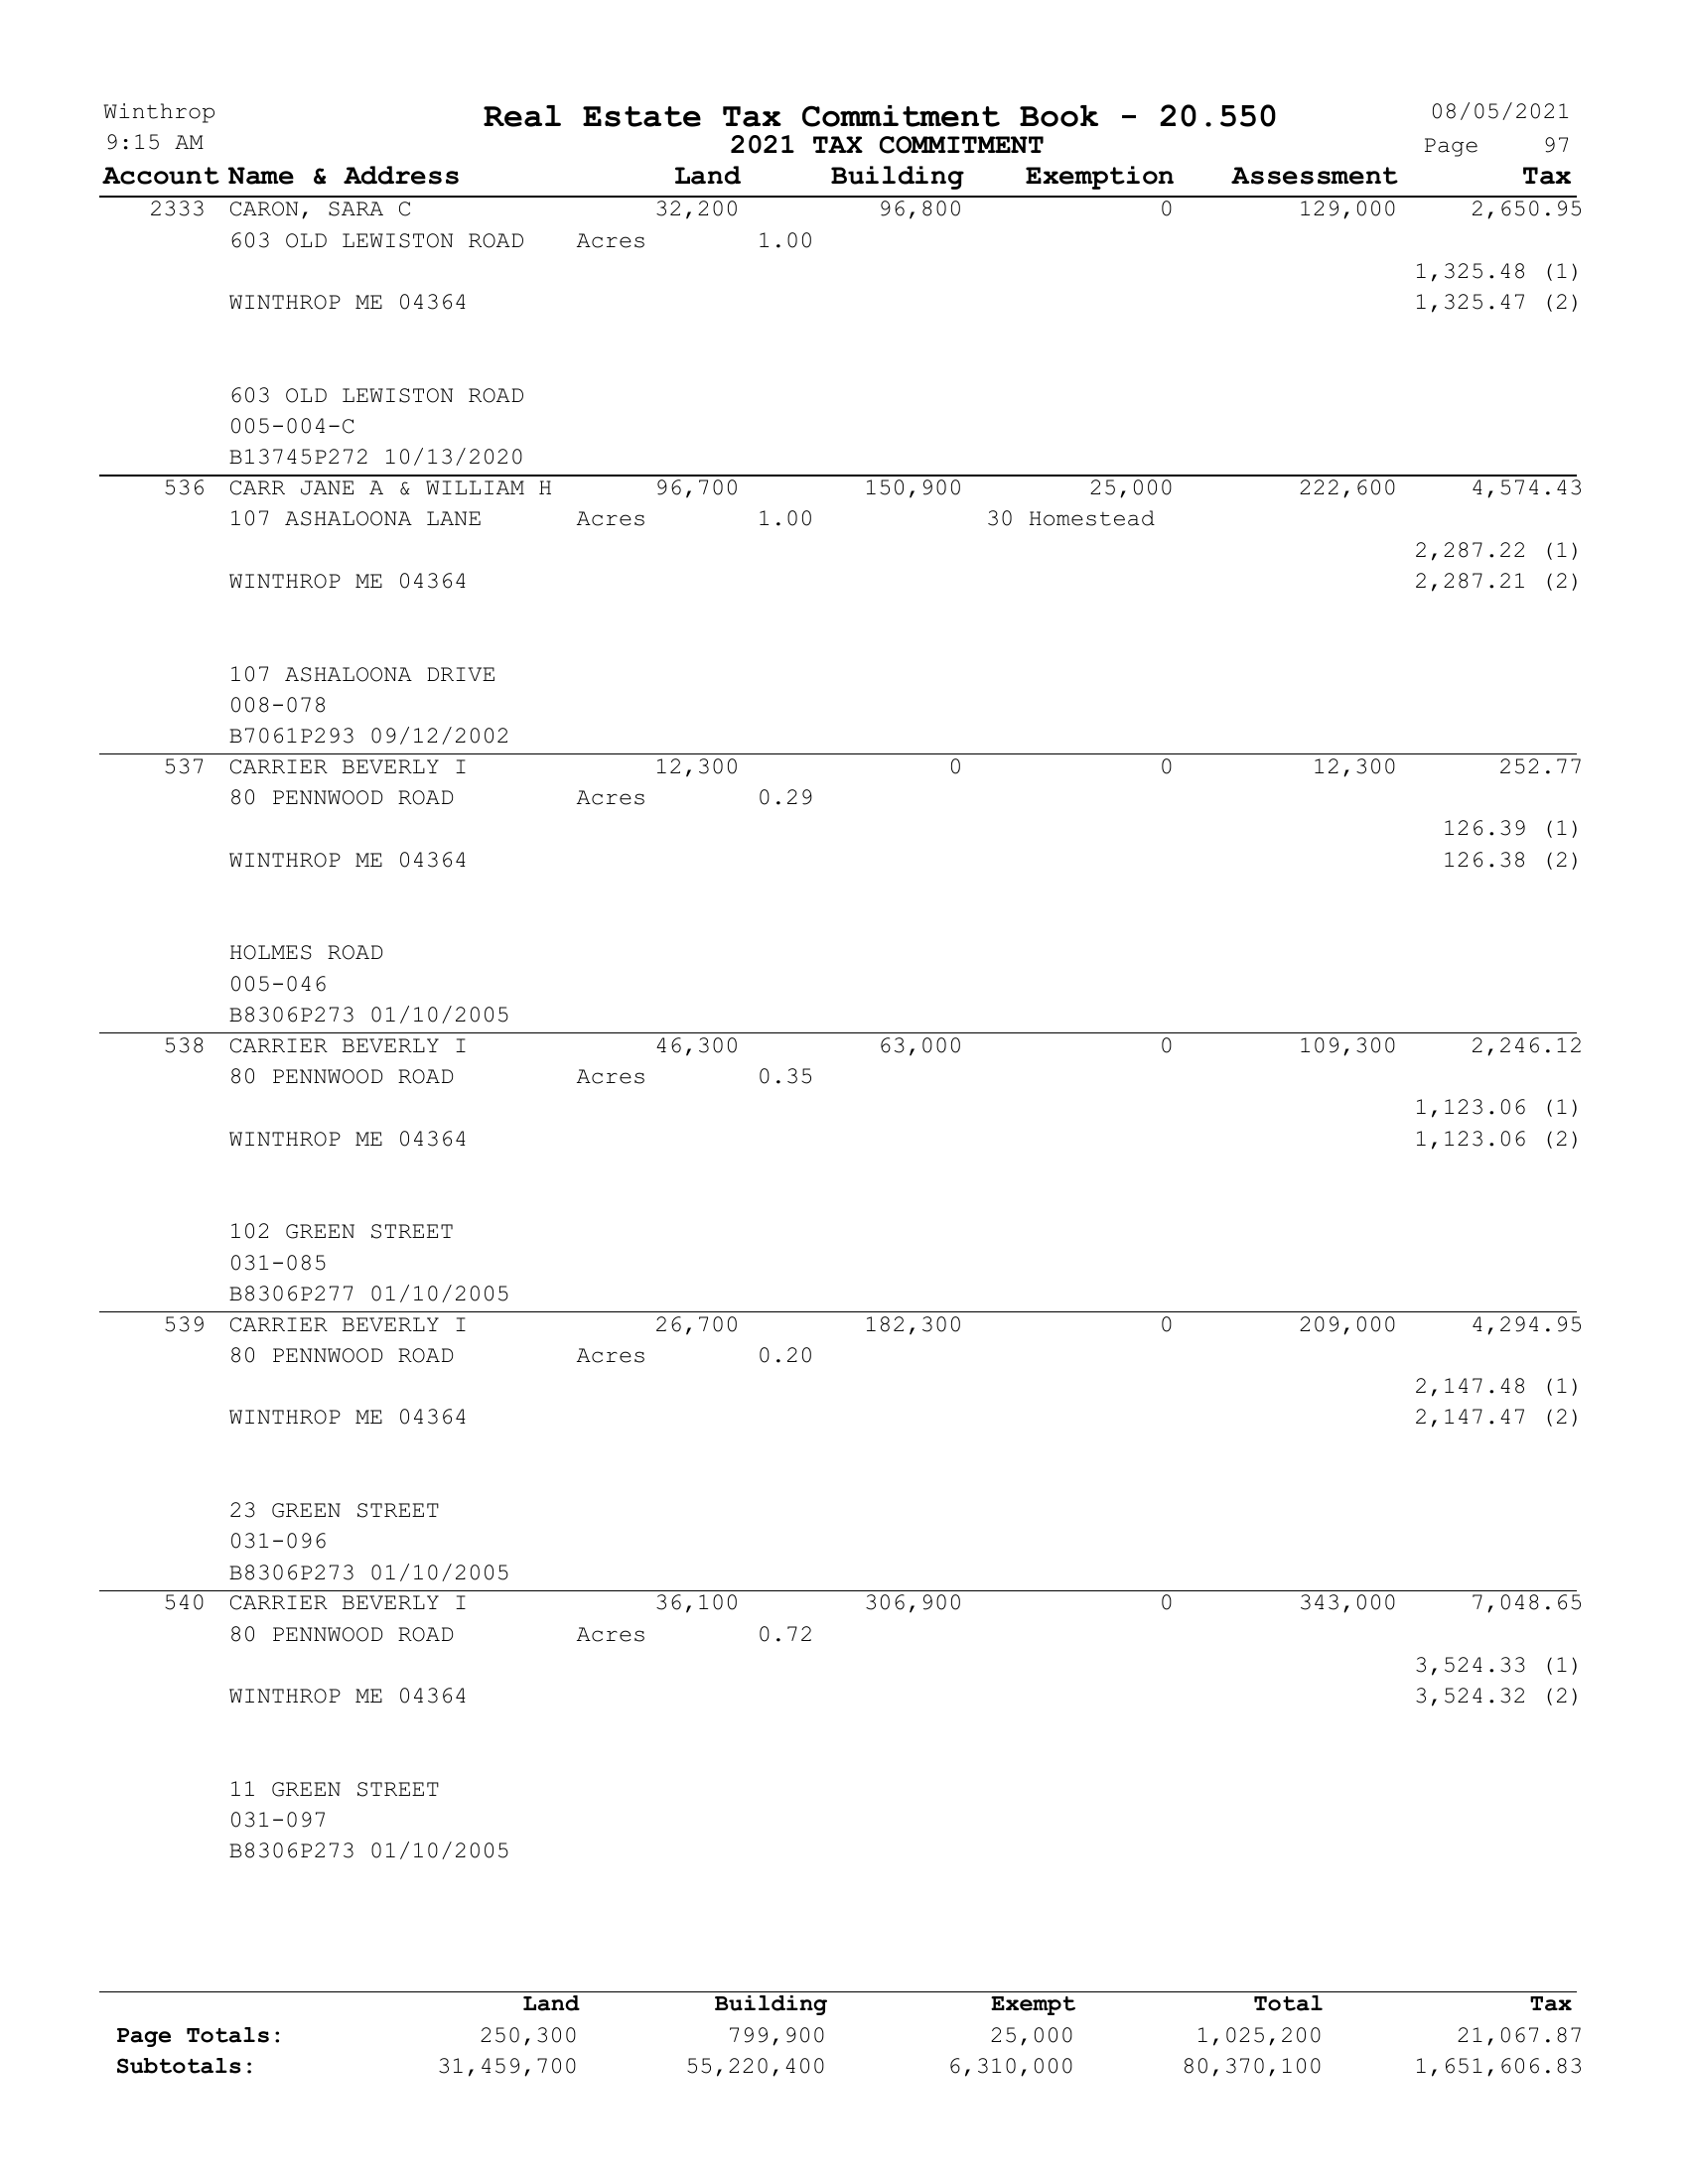 Winthrop Real Estate Tax Commitment Book - 20.550 08/05/2021
9:15 AM 2021 TAX COMMITMENT Page 97
Account Name & Address Land Building Exemption Assessment Tax
2333 CARON, SARA C 32,200 96,800 0 129,000 2,650.95
603 OLD LEWISTON ROAD Acres 1.00
1,325.48 (1)
WINTHROP ME 04364 1,325.47 (2)
603 OLD LEWISTON ROAD
005-004-C
B13745P272 10/13/2020
536 CARR JANE A & WILLIAM H 96,700 150,900 25,000 222,600 4,574.43
107 ASHALOONA LANE Acres 1.00 30 Homestead
2,287.22 (1)
WINTHROP ME 04364 2,287.21 (2)
107 ASHALOONA DRIVE
008-078
B7061P293 09/12/2002
537 CARRIER BEVERLY I 12,300 0 0 12,300 252.77
80 PENNWOOD ROAD Acres 0.29
126.39 (1)
WINTHROP ME 04364 126.38 (2)
HOLMES ROAD
005-046
B8306P273 01/10/2005
538 CARRIER BEVERLY I 46,300 63,000 0 109,300 2,246.12
80 PENNWOOD ROAD Acres 0.35
1,123.06 (1)
WINTHROP ME 04364 1,123.06 (2)
102 GREEN STREET
031-085
B8306P277 01/10/2005
539 CARRIER BEVERLY I 26,700 182,300 0 209,000 4,294.95
80 PENNWOOD ROAD Acres 0.20
2,147.48 (1)
WINTHROP ME 04364 2,147.47 (2)
23 GREEN STREET
031-096
B8306P273 01/10/2005
540 CARRIER BEVERLY I 36,100 306,900 0 343,000 7,048.65
80 PENNWOOD ROAD Acres 0.72
3,524.33 (1)
WINTHROP ME 04364 3,524.32 (2)
11 GREEN STREET
031-097
B8306P273 01/10/2005
Land Building Exempt Total Tax
Page Totals: 250,300 799,900 25,000 1,025,200 21,067.87
Subtotals: 31,459,700 55,220,400 6,310,000 80,370,100 1,651,606.83